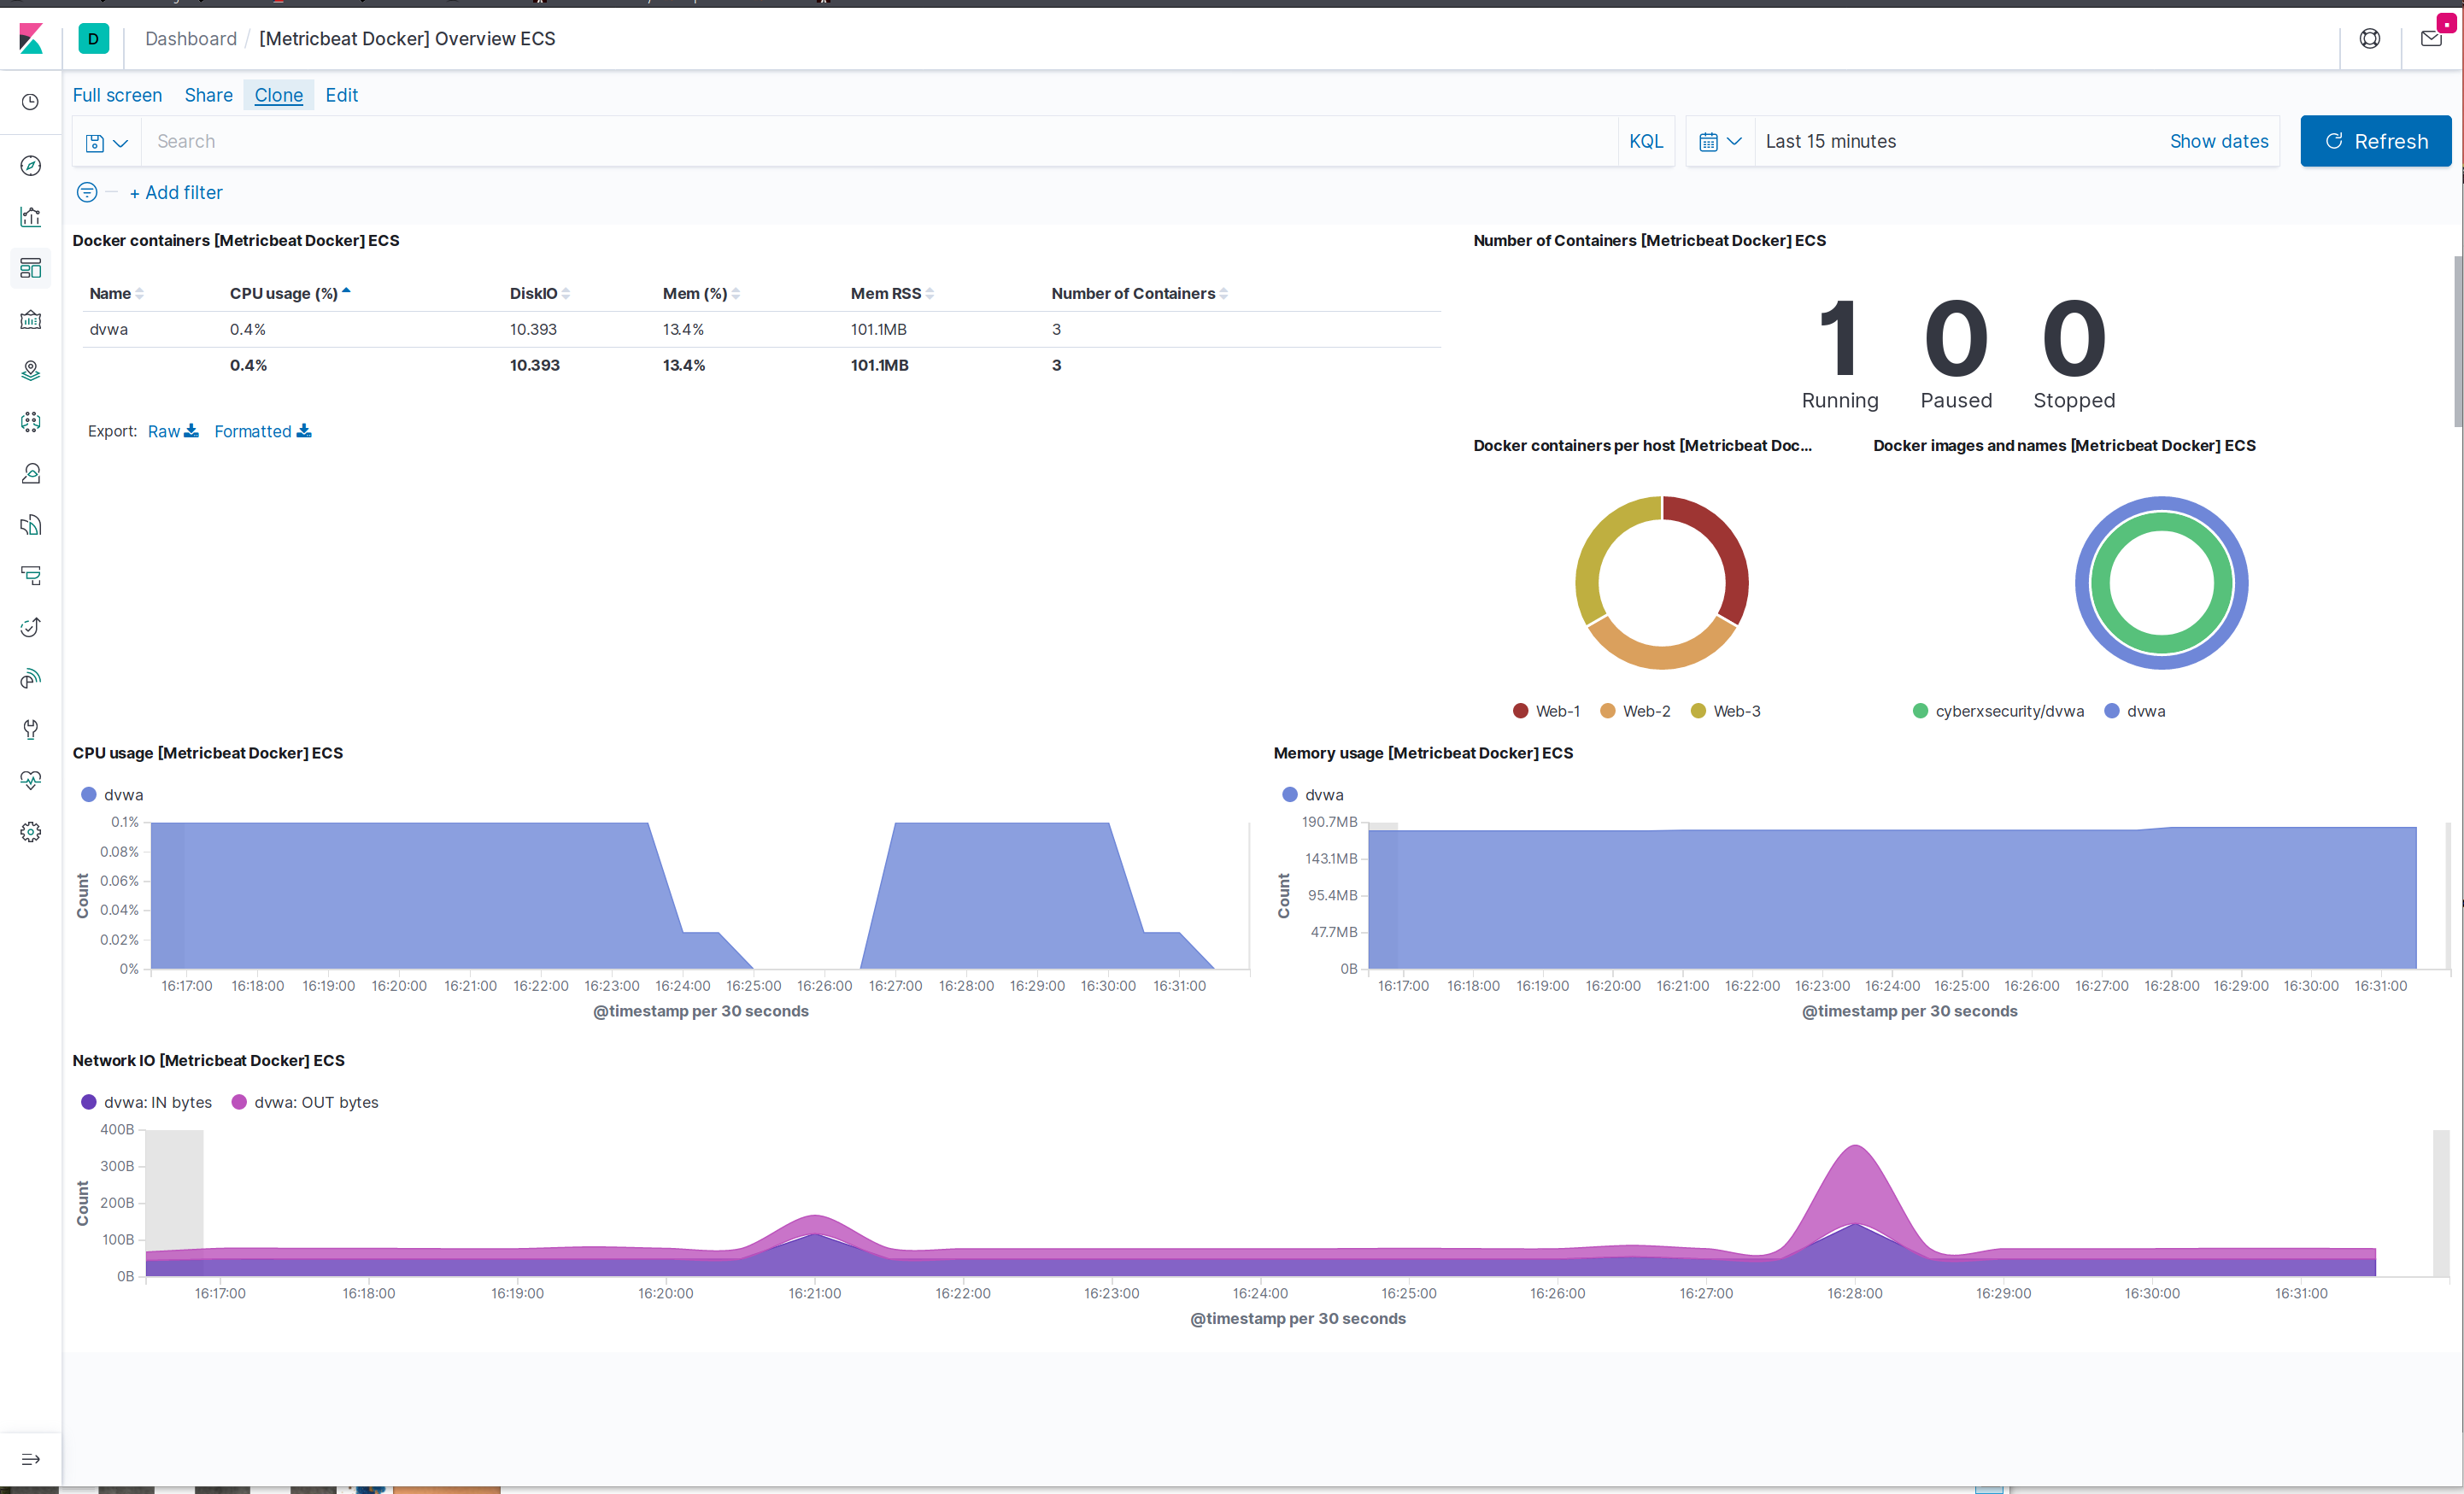 D Dashboard / [Metricbeat Docker] Overview ECS
Full screen Share Clone Edit
Search KQL Last 15 minutes Show dates Refresh
+ Add filter
Docker containers [Metricbeat Docker] ECS
Name CPU usage (%) DiskIO Mem (%) Mem RSS Number of Containers
dvwa 0.4% 10.393 13.4% 101.1MB 3
0.4% 10.393 13.4% 101.1MB 3
Export: Raw Formatted
Number of Containers [Metricbeat Docker] ECS
1 0 0
Running Paused Stopped
Docker containers per host [Metricbeat Doc...
Web-1 Web-2 Web-3
Docker images and names [Metricbeat Docker] ECS
cyberxsecurity/dvwa dvwa
CPU usage [Metricbeat Docker] ECS
dvwa
0.1%
0.08%
0.06%
0.04%
0.02%
0%
Count
16:17:00 16:18:00 16:19:00 16:20:00 16:21:00 16:22:00 16:23:00 16:24:00 16:25:00 16:26:00 16:27:00 16:28:00 16:29:00 16:30:00 16:31:00
@timestamp per 30 seconds
Memory usage [Metricbeat Docker] ECS
dvwa
190.7MB
143.1MB
95.4MB
47.7MB
0B
Count
16:17:00 16:18:00 16:19:00 16:20:00 16:21:00 16:22:00 16:23:00 16:24:00 16:25:00 16:26:00 16:27:00 16:28:00 16:29:00 16:30:00 16:31:00
@timestamp per 30 seconds
Network IO [Metricbeat Docker] ECS
dvwa: IN bytes dvwa: OUT bytes
400B
300B
200B
100B
0B
Count
16:17:00 16:18:00 16:19:00 16:20:00 16:21:00 16:22:00 16:23:00 16:24:00 16:25:00 16:26:00 16:27:00 16:28:00 16:29:00 16:30:00 16:31:00
@timestamp per 30 seconds